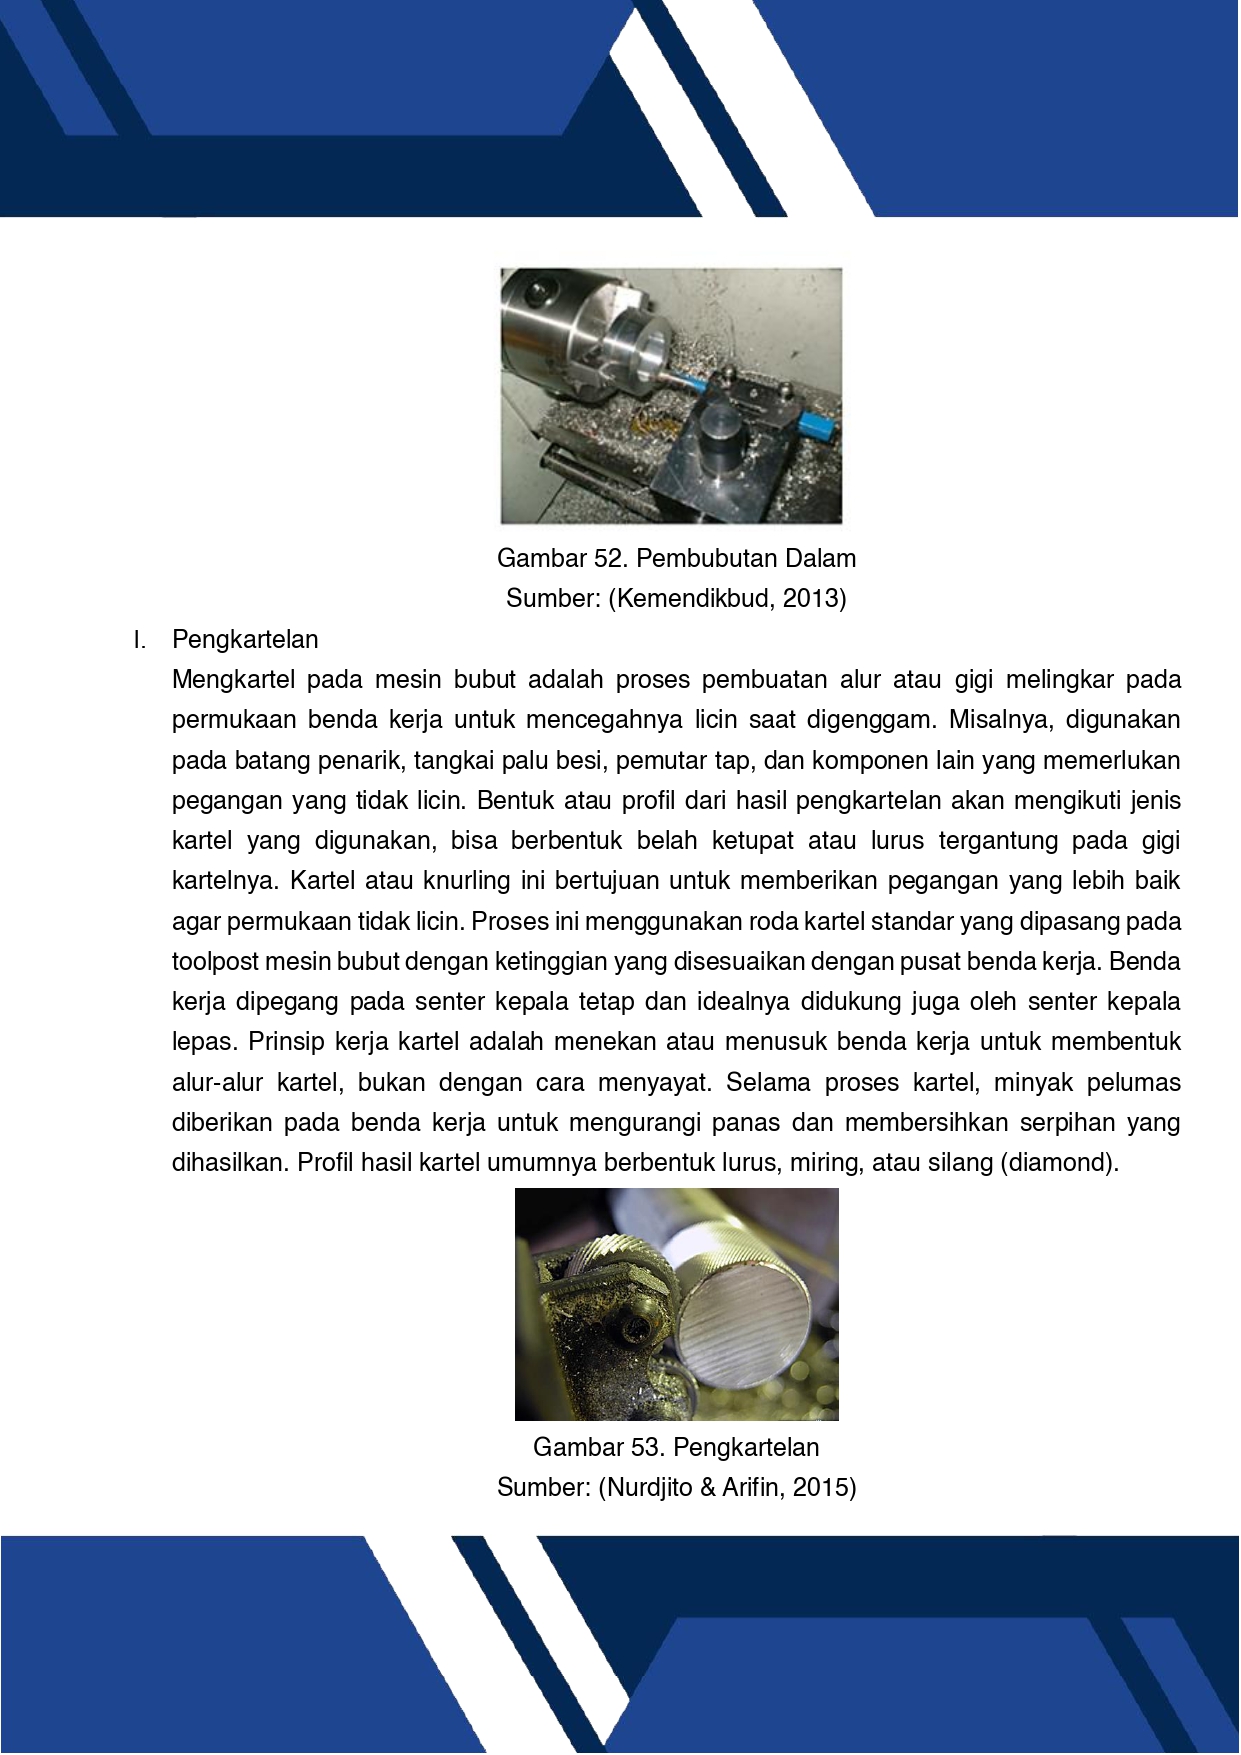 Gambar 52. Pembubutan Dalam
Sumber: (Kemendikbud, 2013)
I. Pengkartelan
Mengkartel pada mesin bubut adalah proses pembuatan alur atau gigi melingkar pada
permukaan benda kerja untuk mencegahnya licin saat digenggam. Misalnya, digunakan
pada batang penarik, tangkai palu besi, pemutar tap, dan komponen lain yang memerlukan
pegangan yang tidak licin. Bentuk atau profil dari hasil pengkartelan akan mengikuti jenis
kartel yang digunakan, bisa berbentuk belah ketupat atau lurus tergantung pada gigi
kartelnya. Kartel atau knurling ini bertujuan untuk memberikan pegangan yang lebih baik
agar permukaan tidak licin. Proses ini menggunakan roda kartel standar yang dipasang pada
toolpost mesin bubut dengan ketinggian yang disesuaikan dengan pusat benda kerja. Benda
kerja dipegang pada senter kepala tetap dan idealnya didukung juga oleh senter kepala
lepas. Prinsip kerja kartel adalah menekan atau menusuk benda kerja untuk membentuk
alur-alur kartel, bukan dengan cara menyayat. Selama proses kartel, minyak pelumas
diberikan pada benda kerja untuk mengurangi panas dan membersihkan serpihan yang
dihasilkan. Profil hasil kartel umumnya berbentuk lurus, miring, atau silang (diamond).
Gambar 53. Pengkartelan
Sumber: (Nurdjito & Arifin, 2015)